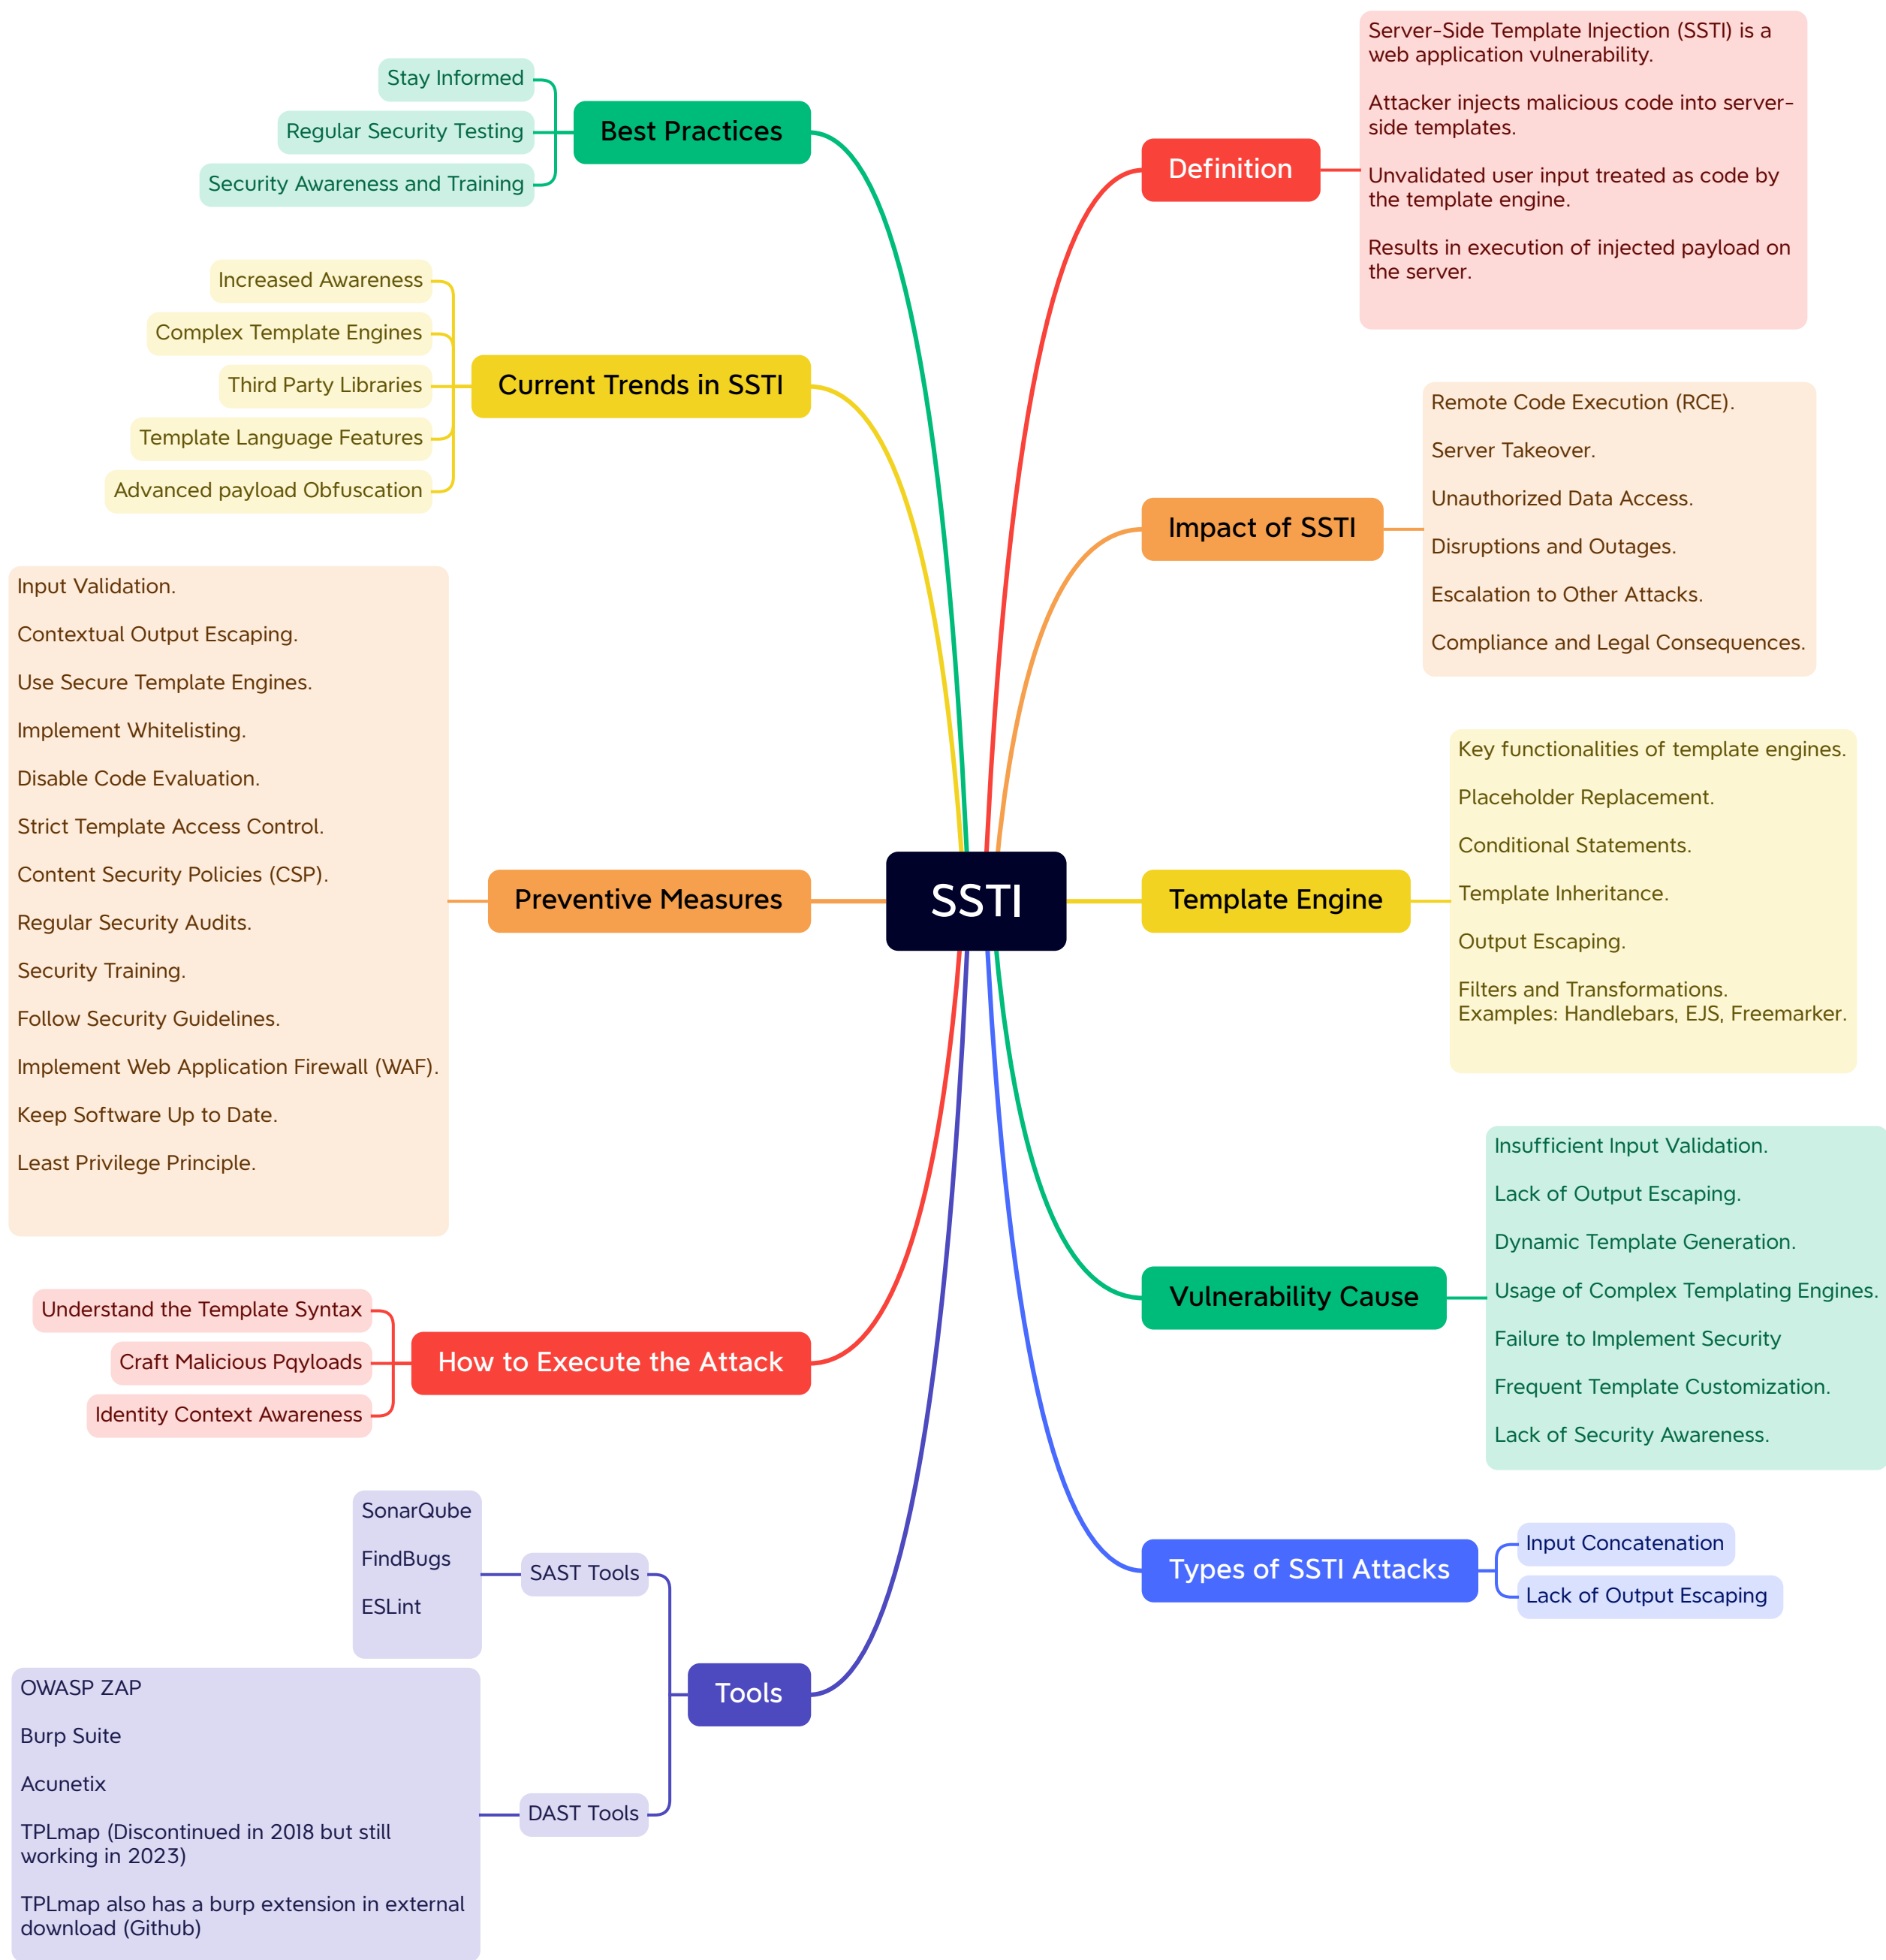 SSTI
Definition
Server-Side Template Injection (SSTI) is a
web application vulnerability.
Attacker injects malicious code into server-
side templates.
Unvalidated user input treated as code by
the template engine.
Results in execution of injected payload on
the server.
Impact of SSTI
Remote Code Execution (RCE).
Server Takeover.
Unauthorized Data Access.
Disruptions and Outages.
Escalation to Other Attacks.
Compliance and Legal Consequences.
Template Engine
Key functionalities of template engines.
Placeholder Replacement.
Conditional Statements.
Template Inheritance.
Output Escaping.
Filters and Transformations.
Examples: Handlebars, EJS, Freemarker.
Vulnerability Cause
Insufficient Input Validation.
Lack of Output Escaping.
Dynamic Template Generation.
Usage of Complex Templating Engines.
Failure to Implement Security
Frequent Template Customization.
Lack of Security Awareness.
Types of SSTI Attacks
Input Concatenation
Lack of Output Escaping
Best Practices
Stay Informed
Regular Security Testing
Security Awareness and Training
Current Trends in SSTI
Increased Awareness
Complex Template Engines
Third Party Libraries
Template Language Features
Advanced payload Obfuscation
Preventive Measures
Input Validation.
Contextual Output Escaping.
Use Secure Template Engines.
Implement Whitelisting.
Disable Code Evaluation.
Strict Template Access Control.
Content Security Policies (CSP).
Regular Security Audits.
Security Training.
Follow Security Guidelines.
Implement Web Application Firewall (WAF).
Keep Software Up to Date.
Least Privilege Principle.
How to Execute the Attack
Understand the Template Syntax
Craft Malicious Pqyloads
Identity Context Awareness
Tools
SAST Tools
SonarQube
FindBugs
ESLint
DAST Tools
OWASP ZAP
Burp Suite
Acunetix
TPLmap (Discontinued in 2018 but still
working in 2023)
TPLmap also has a burp extension in external
download (Github)